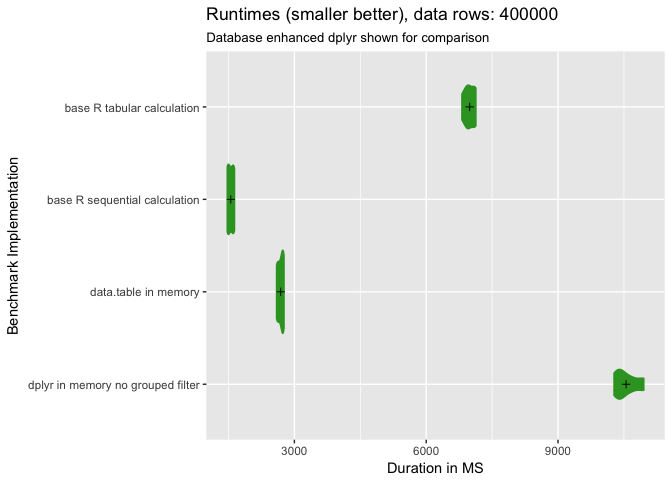 Runtimes (smaller better), data rows: 400000
Database enhanced dplyr shown for comparison
Benchmark Implementation
base R tabular calculation
base R sequential calculation
data.table in memory
dplyr in memory no grouped filter
3000 6000 9000
Duration in MS